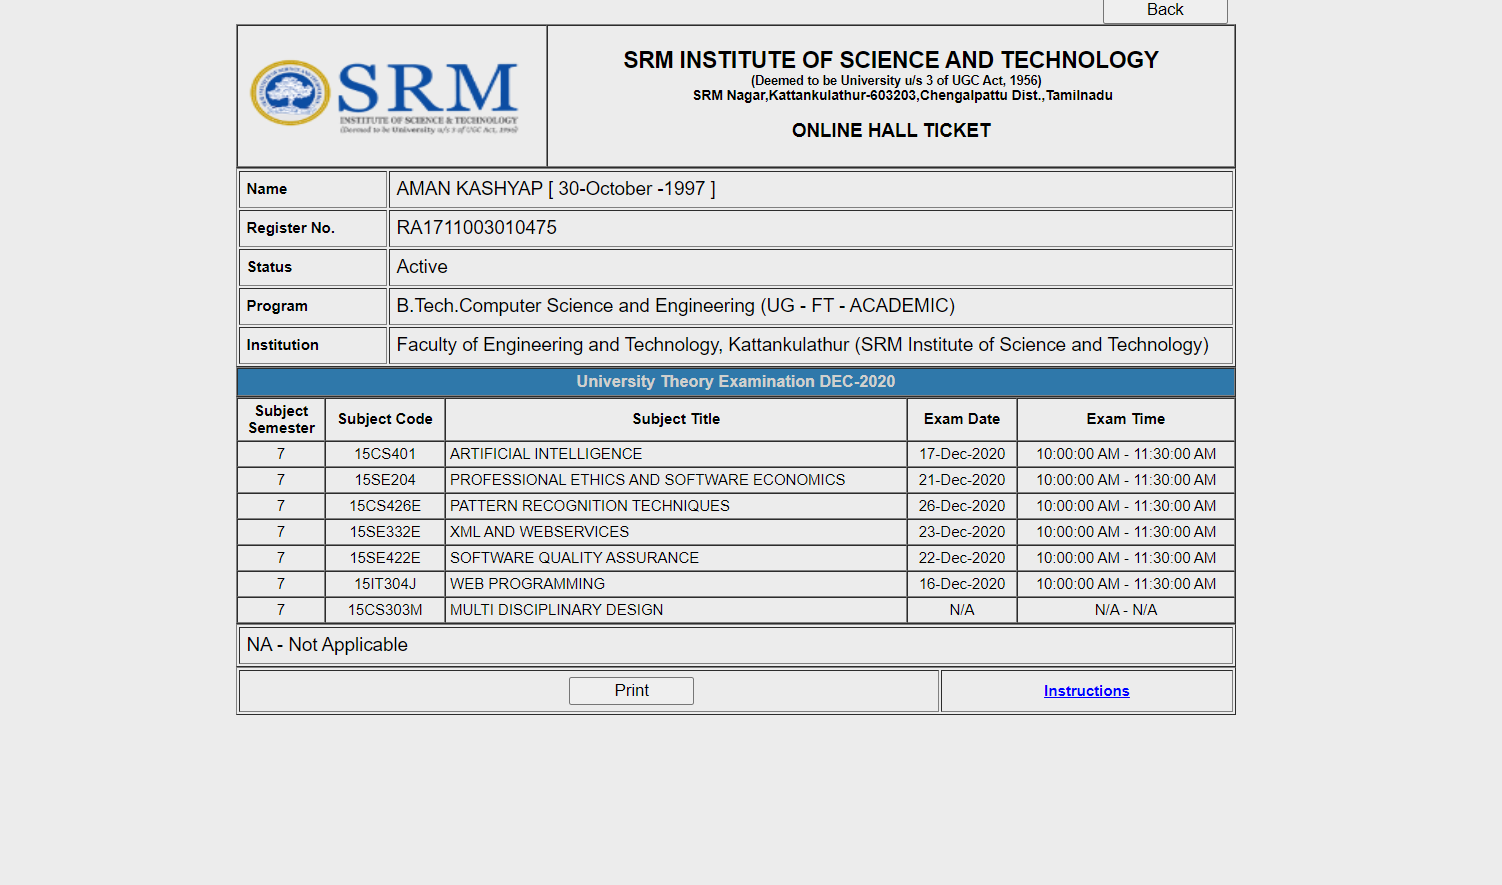 Back
SRM
INSTITUTE OF SCIENCE & TECHNOLOGY
(Deemed to be University u/s 3 of UGC Act, 1956)
SRM INSTITUTE OF SCIENCE AND TECHNOLOGY
(Deemed to be University u/s 3 of UGC Act, 1956)
SRM Nagar,Kattankulathur-603203,Chengalpattu Dist.,Tamilnadu
ONLINE HALL TICKET
Name AMAN KASHYAP [ 30-October -1997 ]
Register No. RA1711003010475
Status Active
Program B.Tech.Computer Science and Engineering (UG - FT - ACADEMIC)
Institution Faculty of Engineering and Technology, Kattankulathur (SRM Institute of Science and Technology)
University Theory Examination DEC-2020
Subject Semester Subject Code Subject Title Exam Date Exam Time
7 15CS401 ARTIFICIAL INTELLIGENCE 17-Dec-2020 10:00:00 AM - 11:30:00 AM
7 15SE204 PROFESSIONAL ETHICS AND SOFTWARE ECONOMICS 21-Dec-2020 10:00:00 AM - 11:30:00 AM
7 15CS426E PATTERN RECOGNITION TECHNIQUES 26-Dec-2020 10:00:00 AM - 11:30:00 AM
7 15SE332E XML AND WEBSERVICES 23-Dec-2020 10:00:00 AM - 11:30:00 AM
7 15SE422E SOFTWARE QUALITY ASSURANCE 22-Dec-2020 10:00:00 AM - 11:30:00 AM
7 15IT304J WEB PROGRAMMING 16-Dec-2020 10:00:00 AM - 11:30:00 AM
7 15CS303M MULTI DISCIPLINARY DESIGN N/A N/A - N/A
NA - Not Applicable
Print Instructions